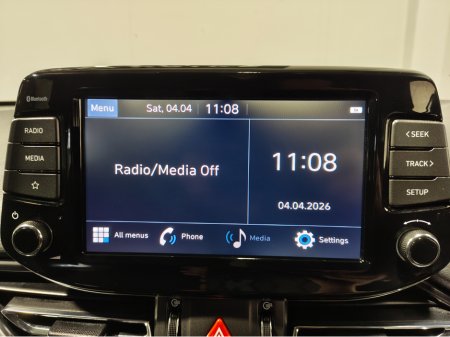 Bluetooth
Menu Sat, 04.04 11:08
RADIO
MEDIA
< SEEK
TRACK >
SETUP
Radio/Media Off
11:08
04.04.2026
All menus Phone Media Settings